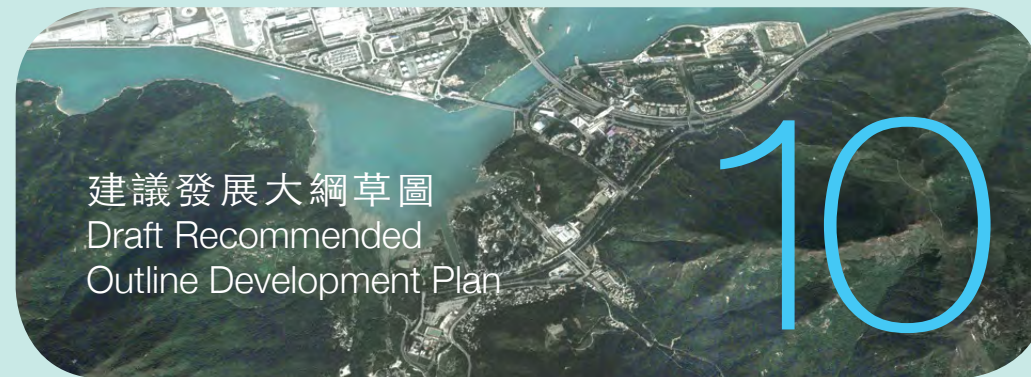 建議發展大綱草圖
Draft Recommended
Outline Development Plan
10